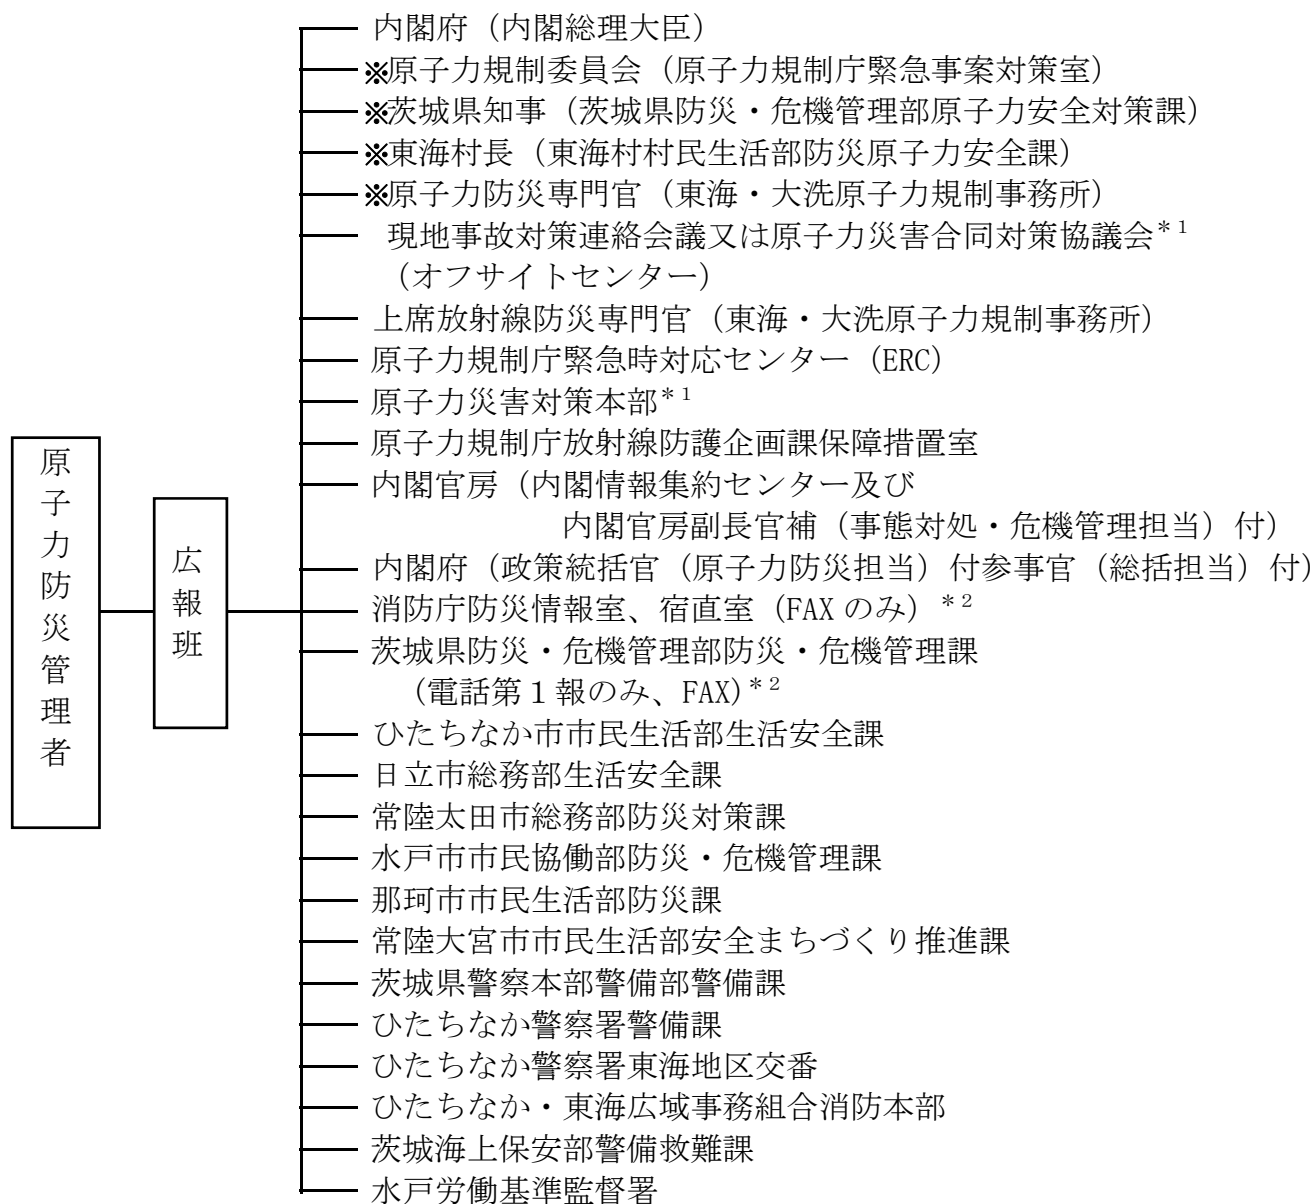 内閣府（内閣総理大臣）
※原子力規制委員会（原子力規制庁緊急事案対策室）
※茨城県知事（茨城県防災・危機管理部原子力安全対策課）
※東海村長（東海村村民生活部防災原子力安全課）
※原子力防災専門官（東海・大洗原子力規制事務所）
現地事故対策連絡会議又は原子力災害合同対策協議会＊１
（オフサイトセンター）
上席放射線防災専門官（東海・大洗原子力規制事務所）
原子力規制庁緊急時対応センター（ERC）
原子力災害対策本部＊１
原子力規制庁放射線防護企画課保障措置室
内閣官房（内閣情報集約センター及び
内閣官房副長官補（事態対処・危機管理担当）付）
内閣府（政策統括官（原子力防災担当）付参事官（総括担当）付）
消防庁防災情報室、宿直室（FAX のみ）＊２
茨城県防災・危機管理部防災・危機管理課
（電話第１報のみ、FAX）＊２
ひたちなか市市民生活部生活安全課
日立市総務部生活安全課
常陸太田市総務部防災対策課
水戸市市民協働部防災・危機管理課
那珂市市民生活部防災課
常陸大宮市市民生活部安全まちづくり推進課
茨城県警察本部警備部警備課
ひたちなか警察署警備課
ひたちなか警察署東海地区交番
ひたちなか・東海広域事務組合消防本部
茨城海上保安部警備救難課
水戸労働基準監督署
原子力防災管理者
広報班